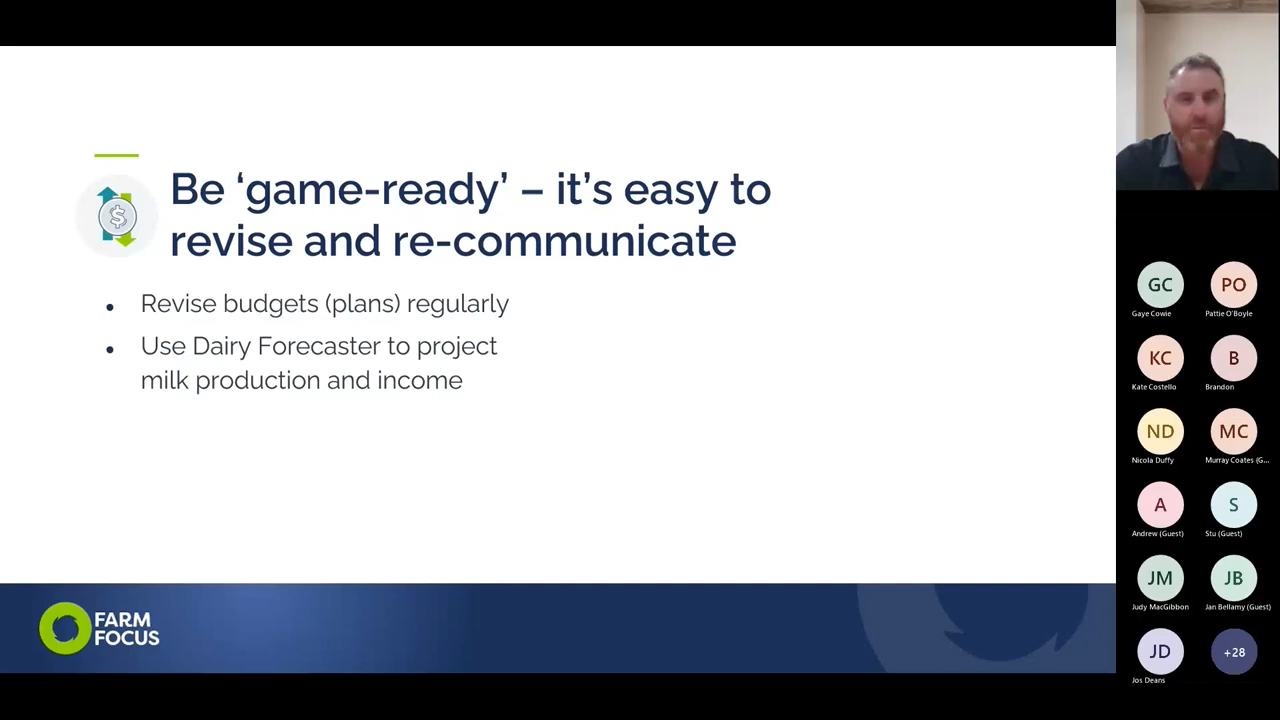 Be ‘game-ready’ – it’s easy to
revise and re-communicate
• Revise budgets (plans) regularly
• Use Dairy Forecaster to project
milk production and income
$
FARM
FOCUS
GC
Gaye Cowie
PO
Pattie O'Boyle
KC
Kate Costello
B
Brandon
ND
Nicola Duffy
MC
Murray Coates (G...
A
Andrew (Guest)
S
Stu (Guest)
JM
Judy MacGibbon
JB
Jan Bellamy (Guest)
JD
Jos Deans
+28